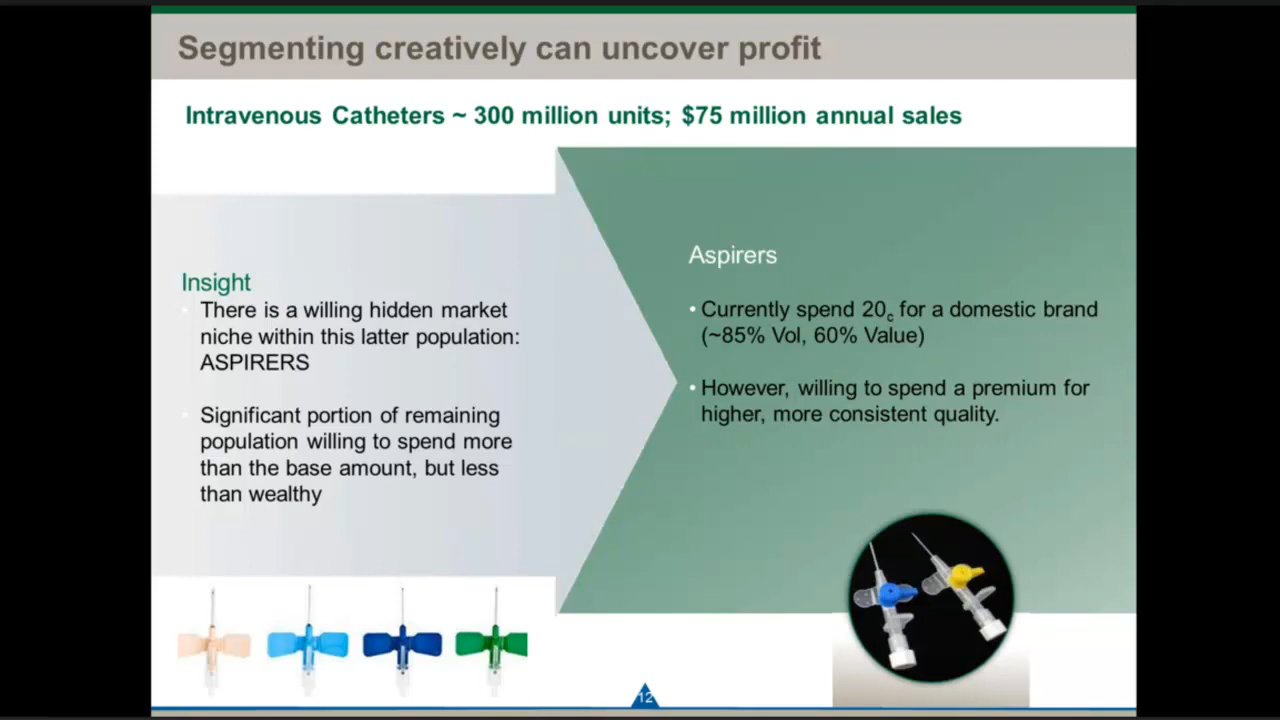 Segmenting creatively can uncover profit
Intravenous Catheters ~ 300 million units; $75 million annual sales
Insight
• There is a willing hidden market
niche within this latter population:
ASPIRERS
• Significant portion of remaining
population willing to spend more
than the base amount, but less
than wealthy
Aspirers
• Currently spend 20c for a domestic brand
(~85% Vol, 60% Value)
• However, willing to spend a premium for
higher, more consistent quality.
12